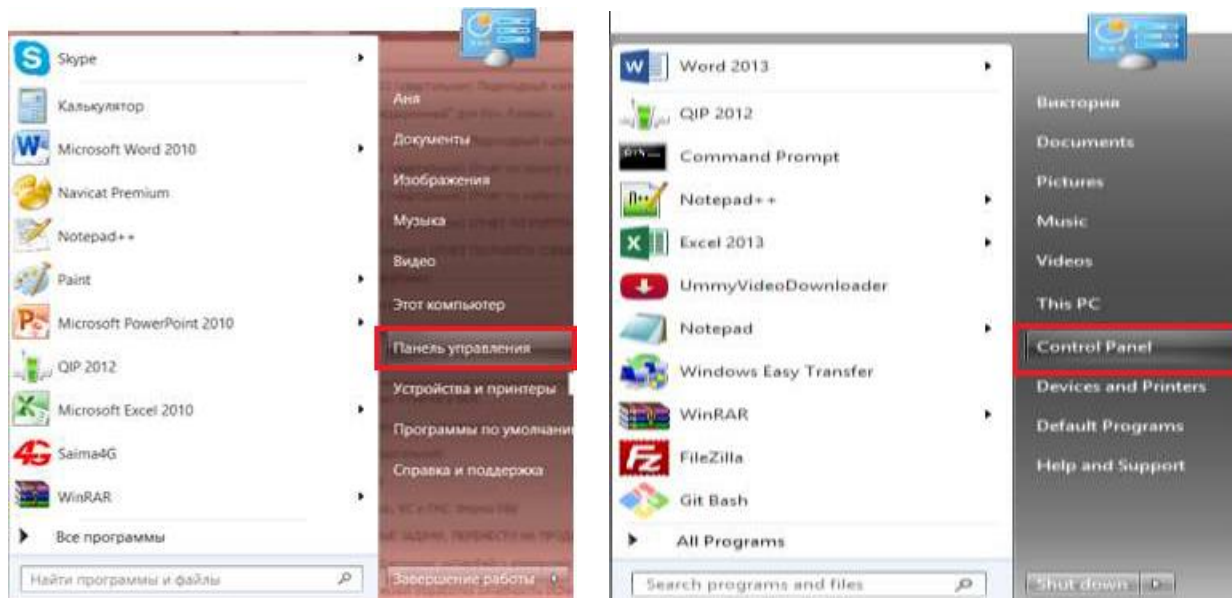 Skype
Калькулятор
Microsoft Word 2010
Navicat Premium
Notepad++
Paint
Microsoft PowerPoint 2010
QIP 2012
Microsoft Excel 2010
Saima4G
WinRAR
Все программы
Найти программы и файлы
Аня
Документы
Изображения
Музыка
Видео
Этот компьютер
Панель управления
Устройства и принтеры
Программы по умолчани
Справка и поддержка
Завершение работы
Word 2013
QIP 2012
Command Prompt
Notepad++
Excel 2013
UmmyVideoDownloader
Notepad
Windows Easy Transfer
WinRAR
FileZilla
Git Bash
All Programs
Search programs and files
Виктория
Documents
Pictures
Music
Videos
This PC
Control Panel
Devices and Printers
Default Programs
Help and Support
Shut down